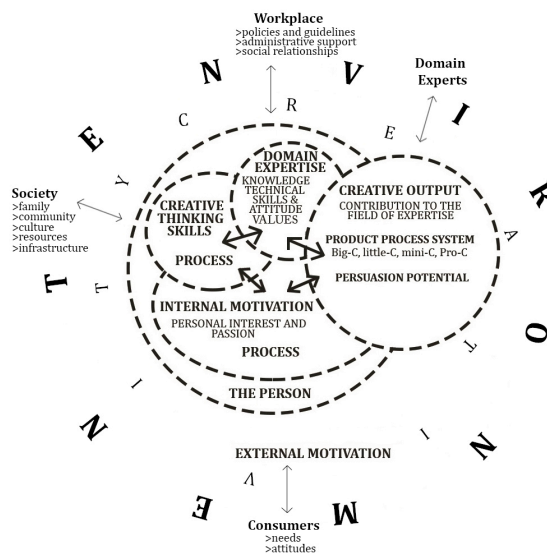 Workplace
>policies and guidelines
>administrative support
>social relationships
Domain
Experts
ENVIRONMENT
CREATIVITY
Society
>family
>community
>culture
>resources
>infrastructure
DOMAIN
EXPERTISE
KNOWLEDGE
TECHNICAL
SKILLS &
ATTITUDE
VALUES
CREATIVE
THINKING
SKILLS
PROCESS
CREATIVE OUTPUT
CONTRIBUTION TO THE
FIELD OF EXPERTISE
PRODUCT PROCESS SYSTEM
Big-C, little-C, mini-C, Pro-C
PERSUASION POTENTIAL
INTERNAL MOTIVATION
PERSONAL INTEREST AND
PASSION
PROCESS
THE PERSON
EXTERNAL MOTIVATION
Consumers
>needs
>attitudes